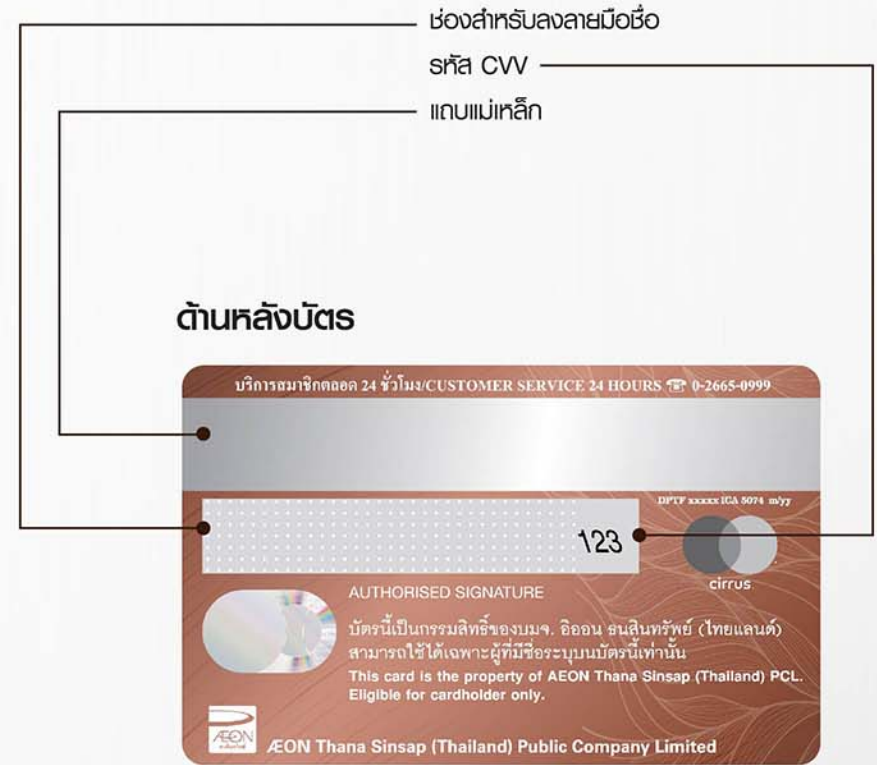 ช่องสำหรับลงลายมือชื่อ
รหัส CVV
แถบแม่เหล็ก
ด้านหลังบัตร
บริการสมาชิกตลอด 24 ชั่วโมง/CUSTOMER SERVICE 24 HOURS ☎ 0-2665-0999
DPTF xxxxx ICA 5074 m/yy
123
cirrus
AUTHORISED SIGNATURE
บัตรนี้เป็นกรรมสิทธิ์ของบมจ. อิออน ธนสินทรัพย์ (ไทยแลนด์)
สามารถใช้ได้เฉพาะผู้ที่มีชื่อระบุบนบัตรนี้เท่านั้น
This card is the property of AEON Thana Sinsap (Thailand) PCL.
Eligible for cardholder only.
ÆON
ÆON Thana Sinsap (Thailand) Public Company Limited